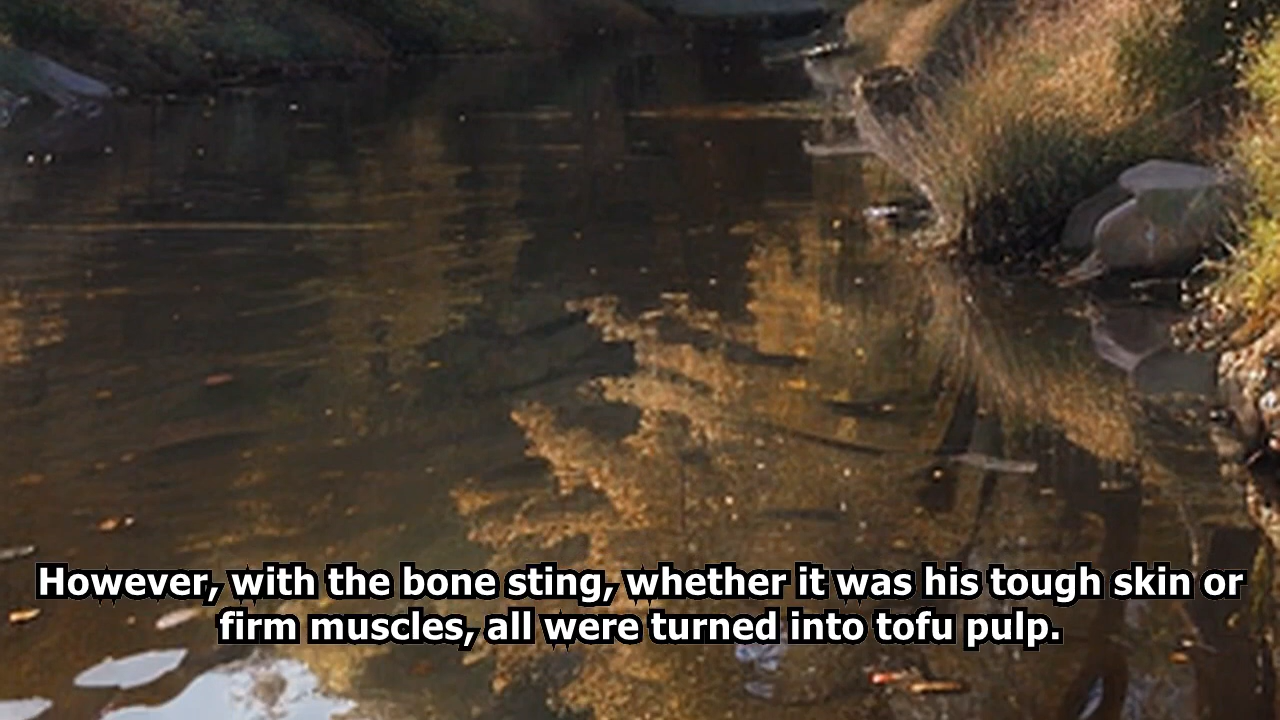 However, with the bone sting, whether it was his tough skin or
firm muscles, all were turned into tofu pulp.